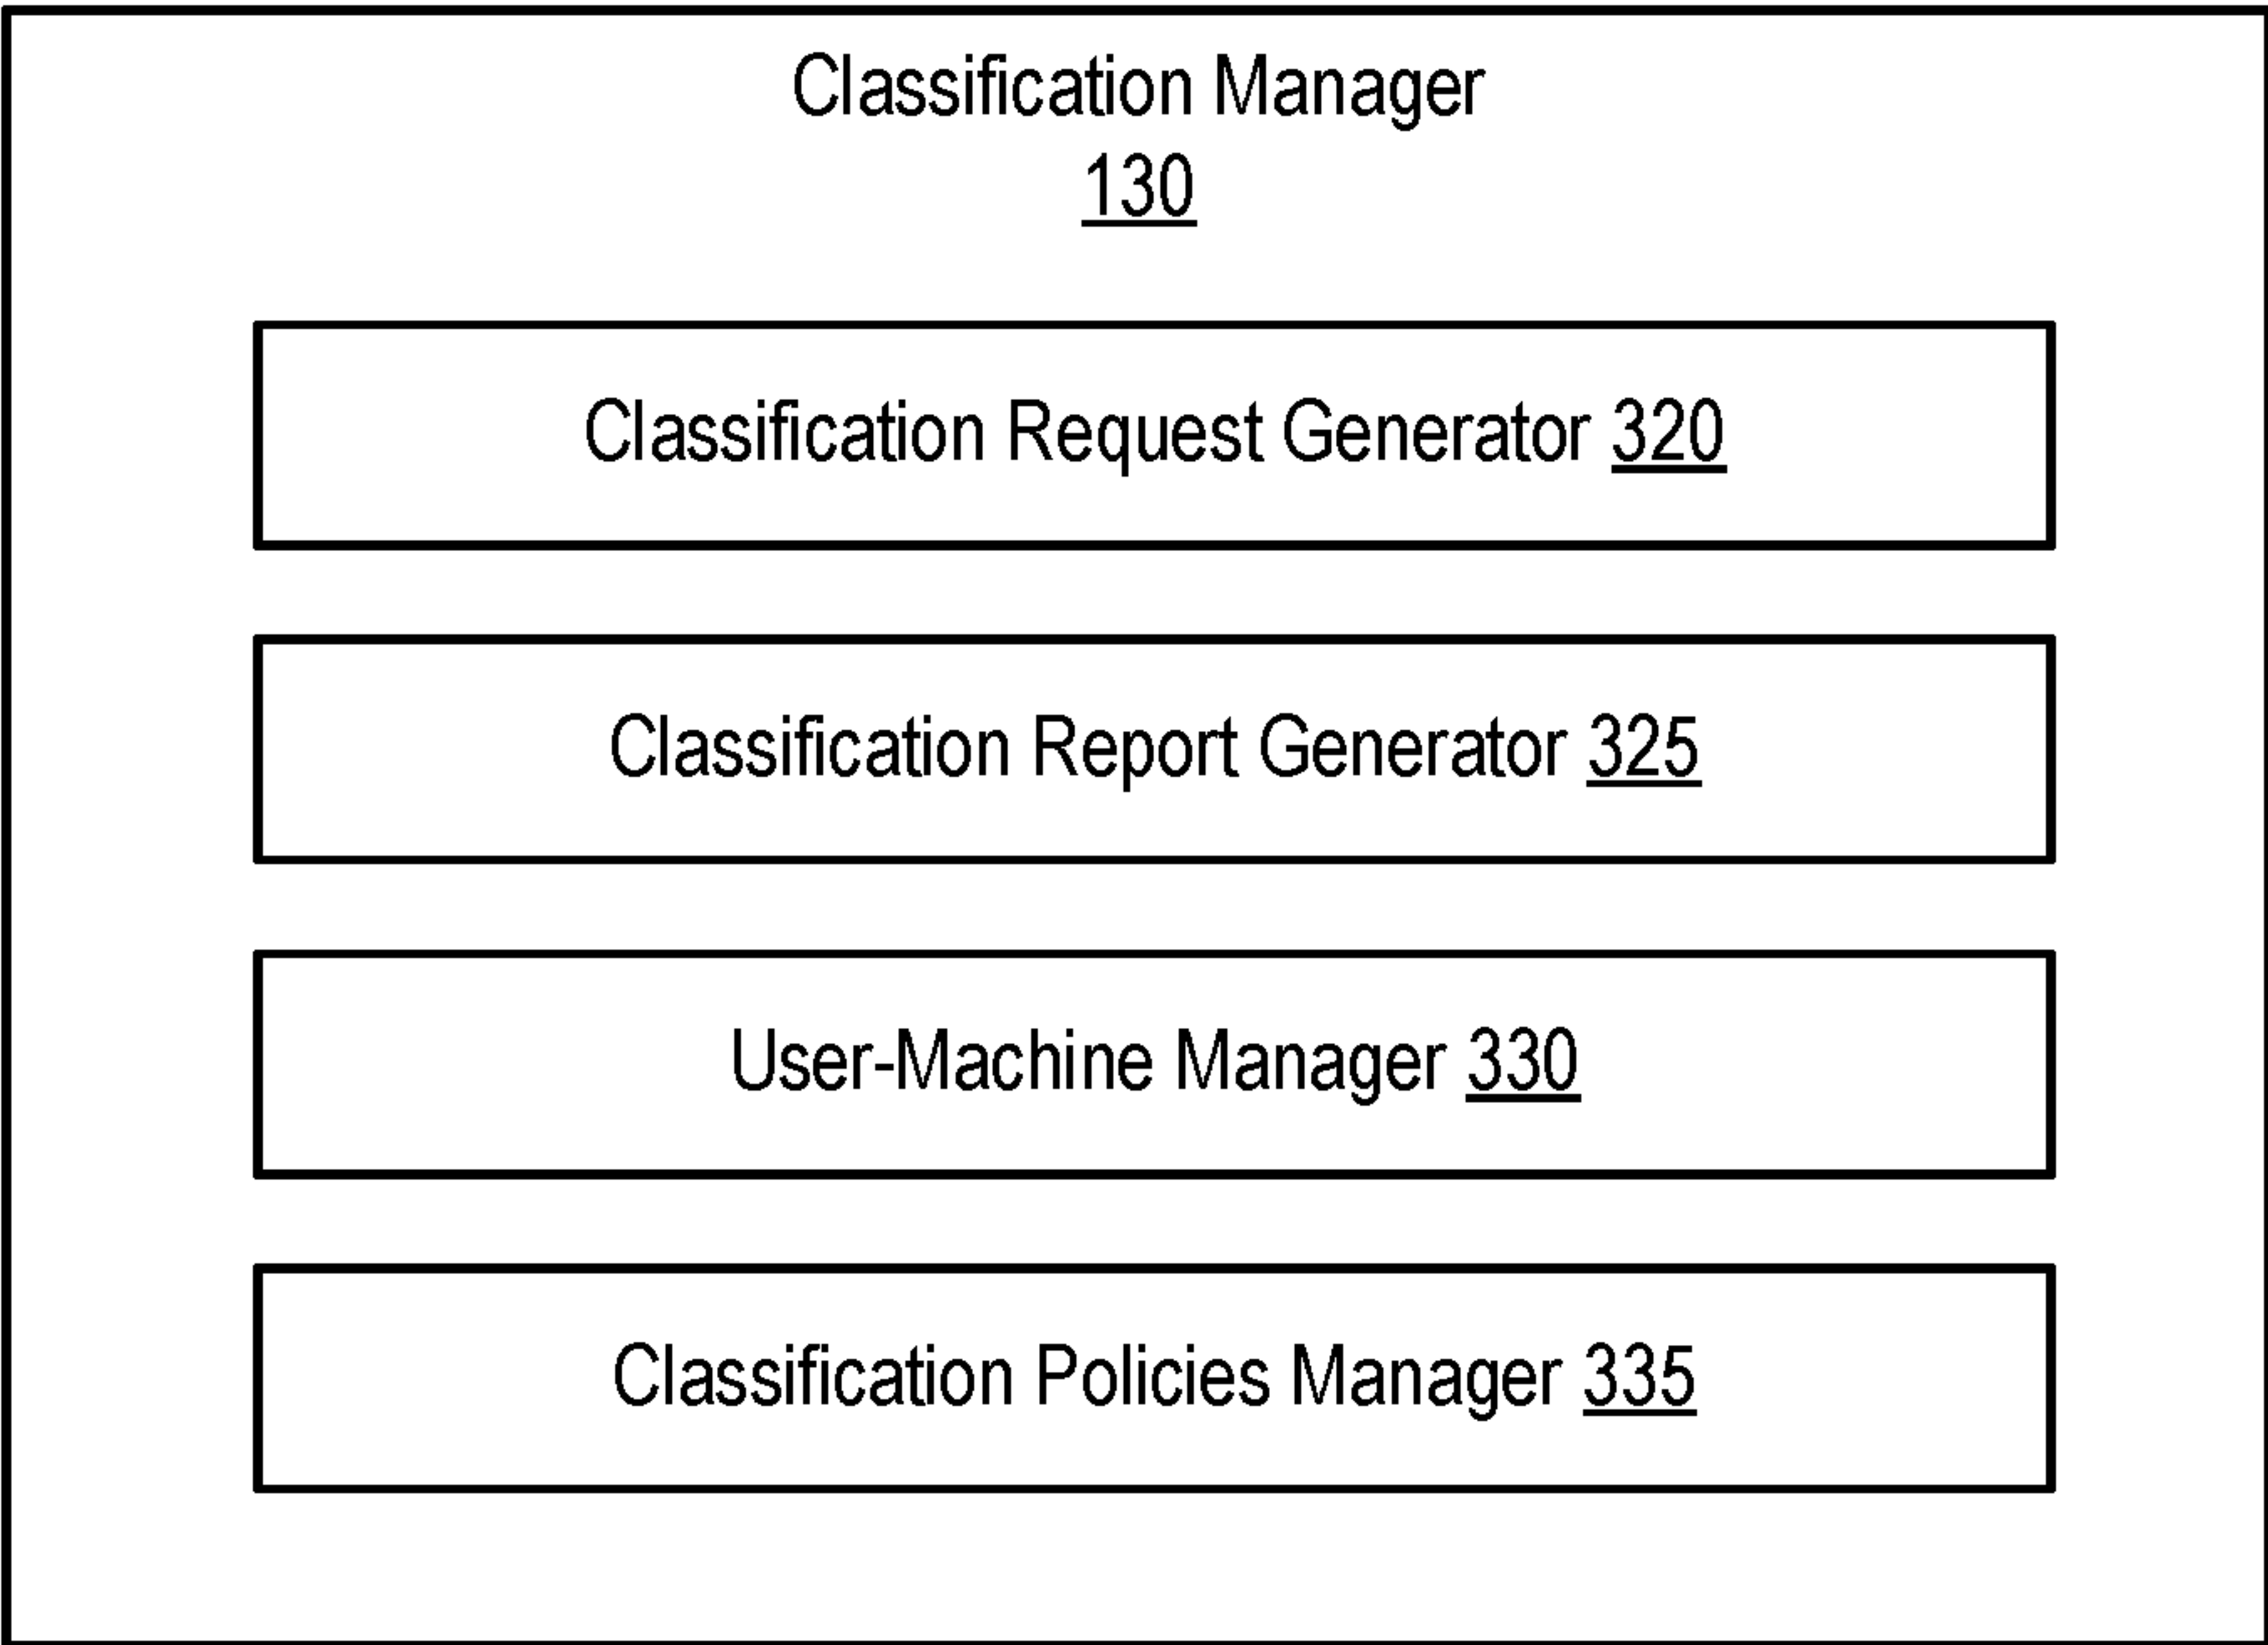 Classification Manager
130
Classification Request Generator 320
Classification Report Generator 325
User-Machine Manager 330
Classification Policies Manager 335